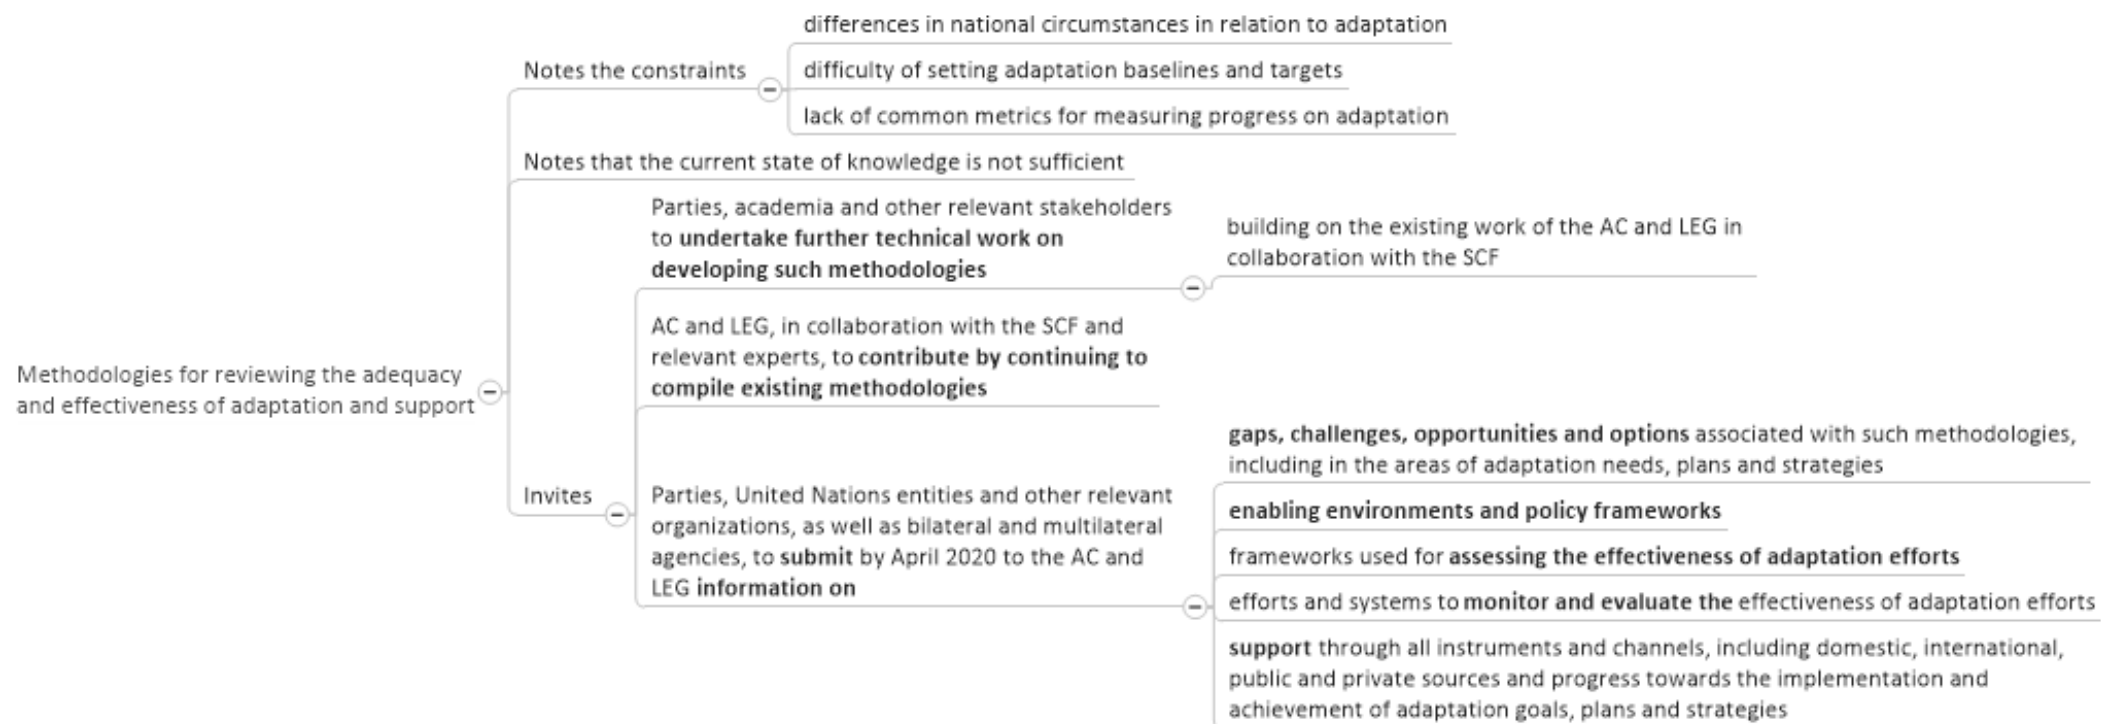 Methodologies for reviewing the adequacy
and effectiveness of adaptation and support
Notes the constraints
differences in national circumstances in relation to adaptation
difficulty of setting adaptation baselines and targets
lack of common metrics for measuring progress on adaptation
Notes that the current state of knowledge is not sufficient
Invites
Parties, academia and other relevant stakeholders
to undertake further technical work on
developing such methodologies
building on the existing work of the AC and LEG in
collaboration with the SCF
AC and LEG, in collaboration with the SCF and
relevant experts, to contribute by continuing to
compile existing methodologies
Parties, United Nations entities and other relevant
organizations, as well as bilateral and multilateral
agencies, to submit by April 2020 to the AC and
LEG information on
gaps, challenges, opportunities and options associated with such methodologies,
including in the areas of adaptation needs, plans and strategies
enabling environments and policy frameworks
frameworks used for assessing the effectiveness of adaptation efforts
efforts and systems to monitor and evaluate the effectiveness of adaptation efforts
support through all instruments and channels, including domestic, international,
public and private sources and progress towards the implementation and
achievement of adaptation goals, plans and strategies